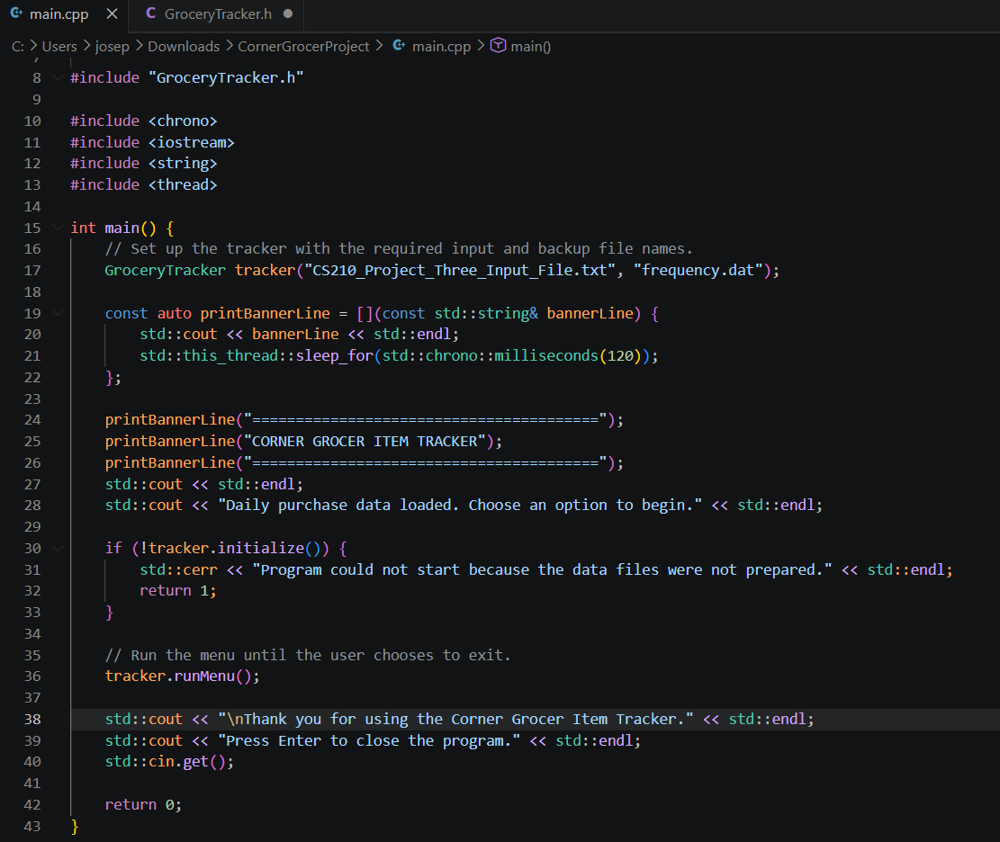 main.cpp
GroceryTracker.h
C: > Users > josep > Downloads > CornerGrocerProject > main.cpp > main()
7
8 #include "GroceryTracker.h"
9
10 #include <chrono>
11 #include <iostream>
12 #include <string>
13 #include <thread>
14
15 int main() {
16     // Set up the tracker with the required input and backup file names.
17     GroceryTracker tracker("CS210_Project_Three_Input_File.txt", "frequency.dat");
18
19     const auto printBannerLine = [](const std::string& bannerLine) {
20         std::cout << bannerLine << std::endl;
21         std::this_thread::sleep_for(std::chrono::milliseconds(120));
22     };
23
24     printBannerLine("========================================");
25     printBannerLine("CORNER GROCER ITEM TRACKER");
26     printBannerLine("========================================");
27     std::cout << std::endl;
28     std::cout << "Daily purchase data loaded. Choose an option to begin." << std::endl;
29
30     if (!tracker.initialize()) {
31         std::cerr << "Program could not start because the data files were not prepared." << std::endl;
32         return 1;
33     }
34
35     // Run the menu until the user chooses to exit.
36     tracker.runMenu();
37
38     std::cout << "\nThank you for using the Corner Grocer Item Tracker." << std::endl;
39     std::cout << "Press Enter to close the program." << std::endl;
40     std::cin.get();
41
42     return 0;
43 }